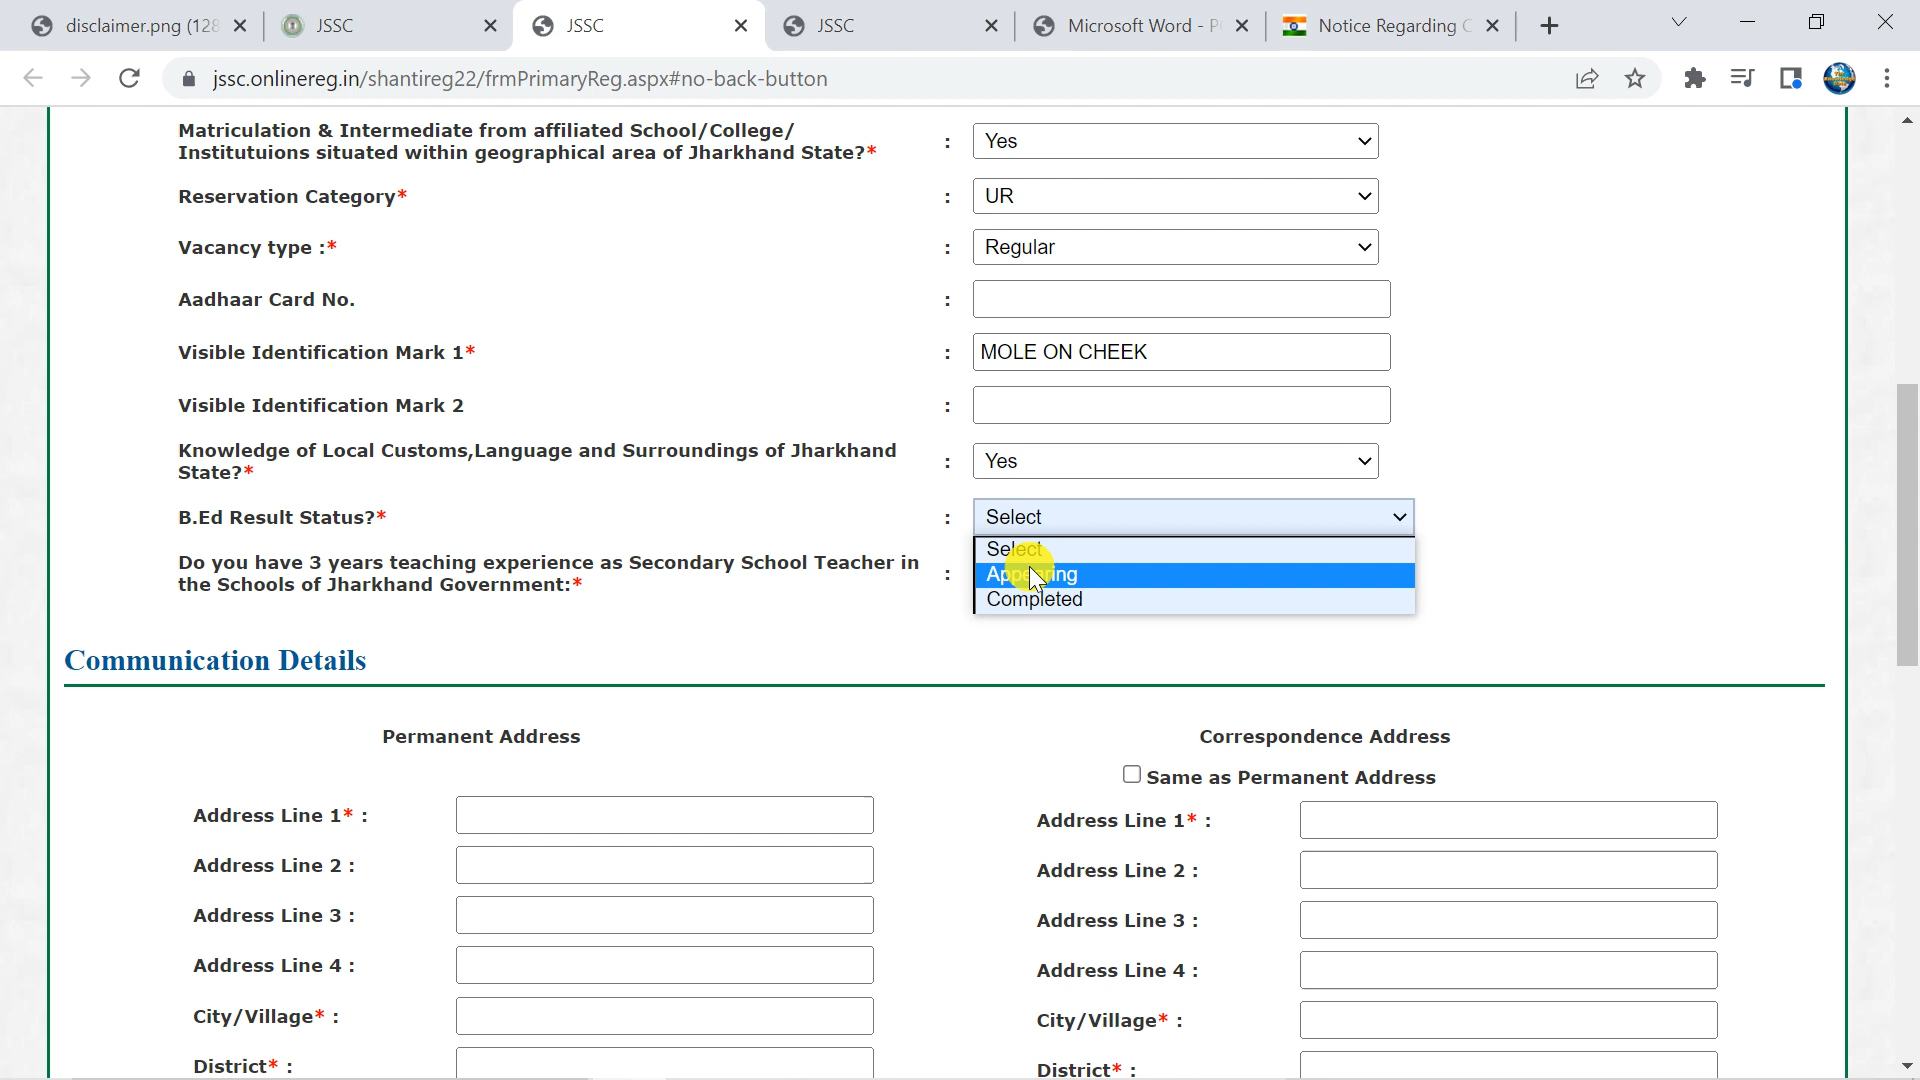 disclaimer.png (128
JSSC
JSSC
JSSC
Microsoft Word - P
Notice Regarding C
jssc.onlinereg.in/shantireg22/frmPrimaryReg.aspx#no-back-button
Matriculation & Intermediate from affiliated School/College/
Institutuions situated within geographical area of Jharkhand State?* : Yes
Reservation Category* : UR
Vacancy type :* : Regular
Aadhaar Card No. :
Visible Identification Mark 1* : MOLE ON CHEEK
Visible Identification Mark 2 :
Knowledge of Local Customs,Language and Surroundings of Jharkhand
State?* : Yes
B.Ed Result Status?* : Select
Select
Appearing
Completed
Do you have 3 years teaching experience as Secondary School Teacher in
the Schools of Jharkhand Government:* :
Communication Details
Permanent Address
Address Line 1* :
Address Line 2 :
Address Line 3 :
Address Line 4 :
City/Village* :
District* :
Correspondence Address
Same as Permanent Address
Address Line 1* :
Address Line 2 :
Address Line 3 :
Address Line 4 :
City/Village* :
District* :